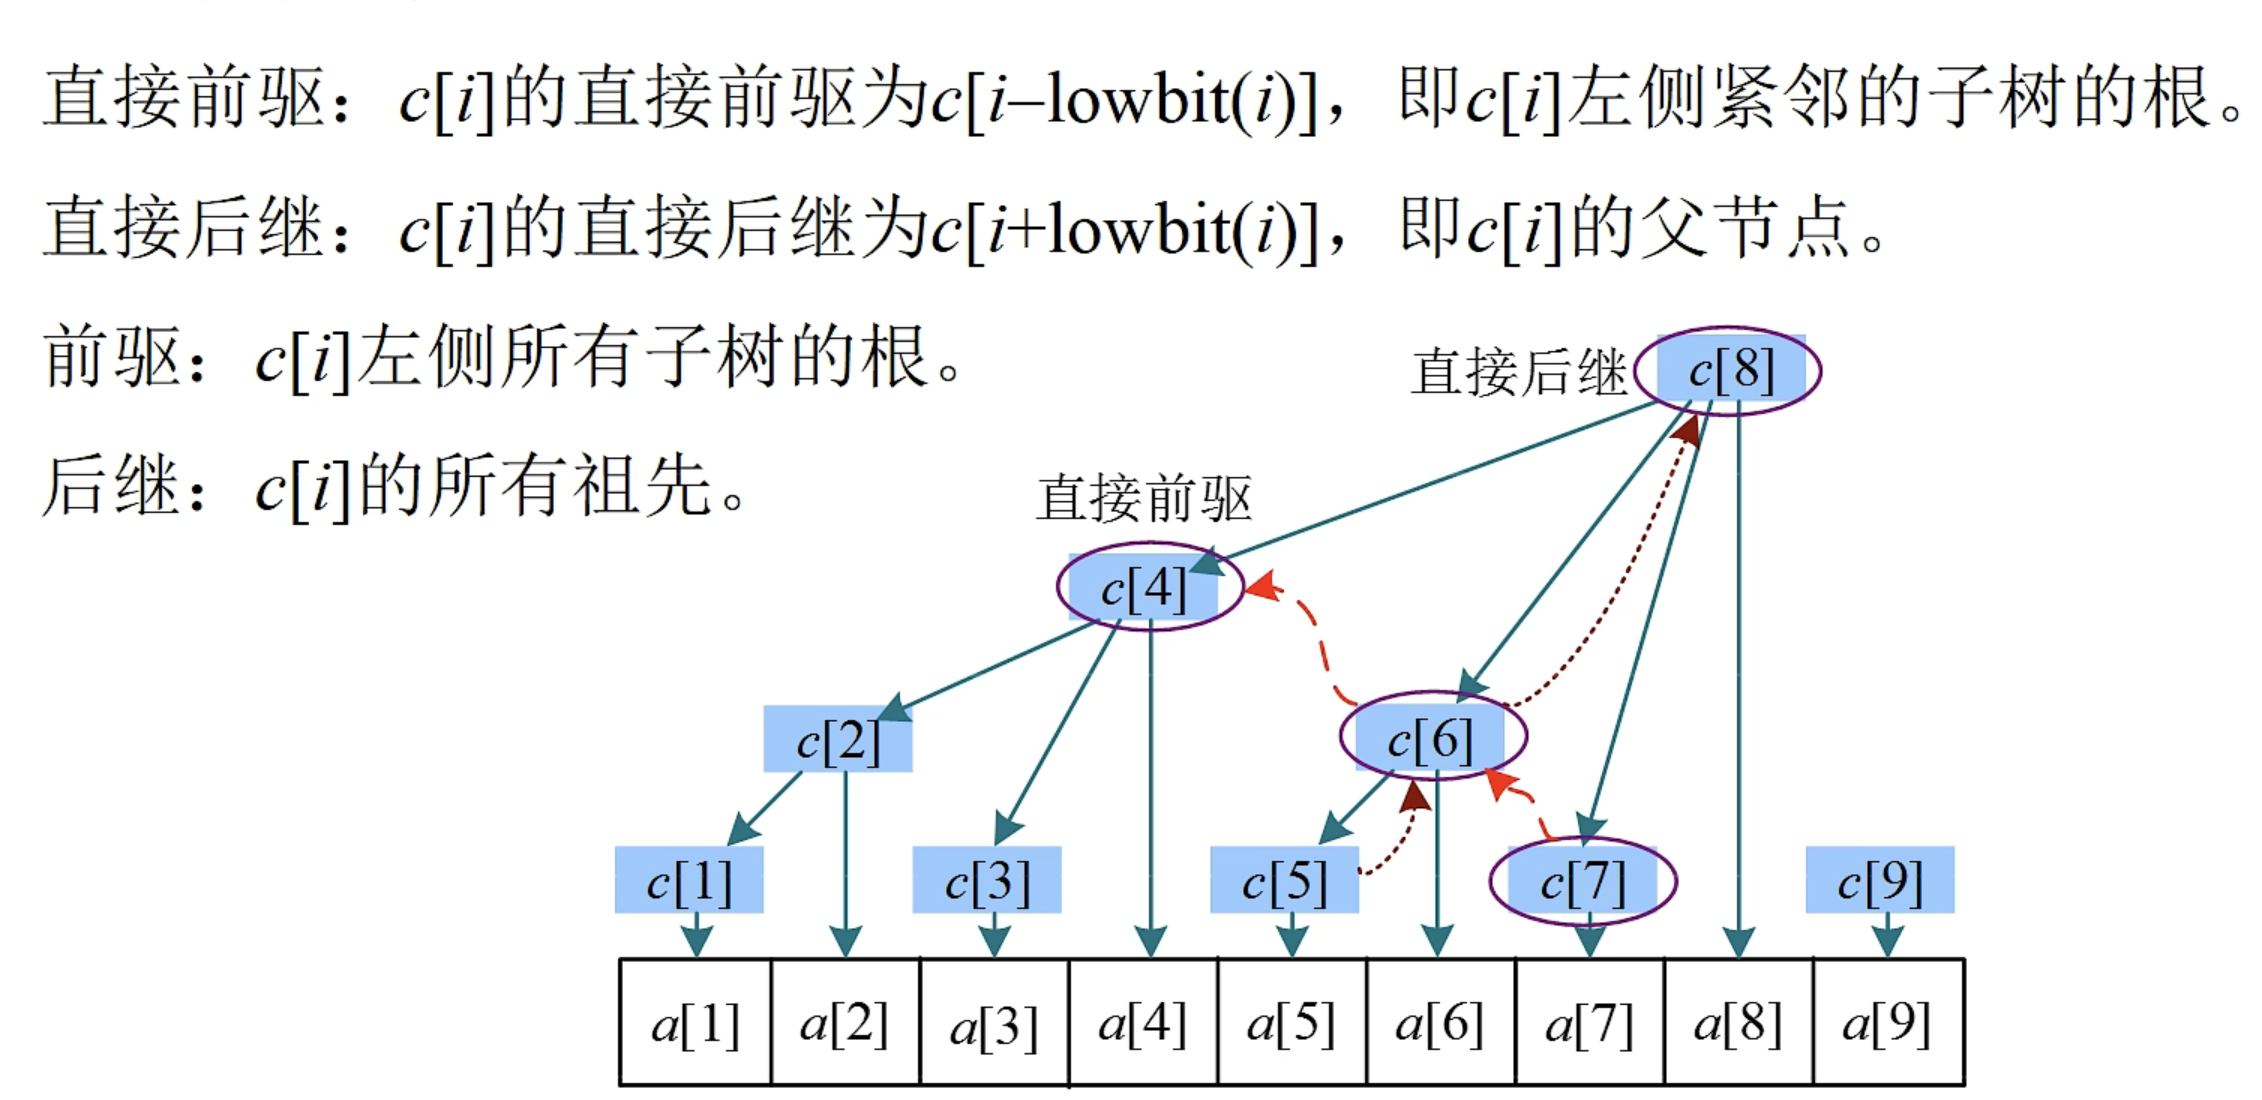 直接前驱：c[i]的直接前驱为c[i–lowbit(i)]，即c[i]左侧紧邻的子树的根。
直接后继：c[i]的直接后继为c[i+lowbit(i)]，即c[i]的父节点。
前驱：c[i]左侧所有子树的根。
后继：c[i]的所有祖先。
直接后继 c[8]
直接前驱
c[4]
c[2] c[6]
c[1] c[3] c[5] c[7] c[9]
a[1] a[2] a[3] a[4] a[5] a[6] a[7] a[8] a[9]